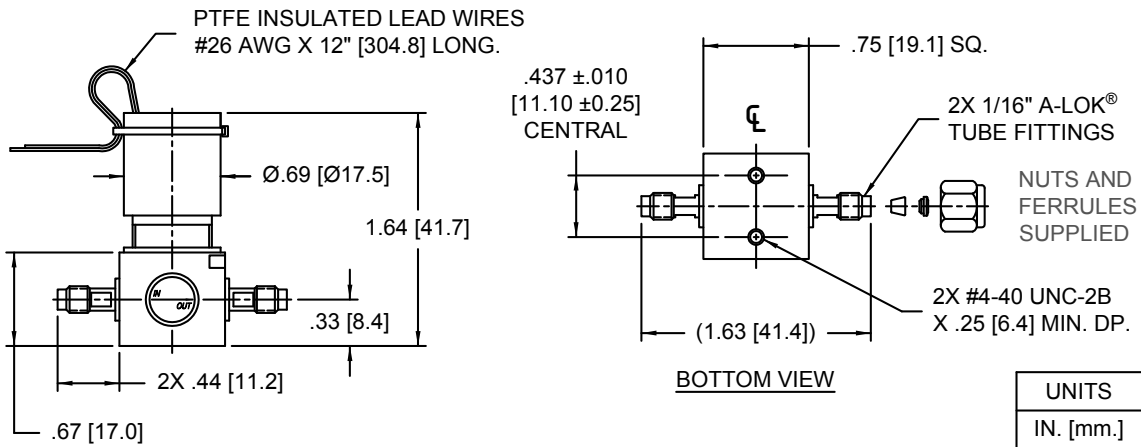 PTFE INSULATED LEAD WIRES
#26 AWG X 12" [304.8] LONG.
Ø.69 [Ø17.5]
1.64 [41.7]
IN
OUT
.33 [8.4]
2X .44 [11.2]
.67 [17.0]
.75 [19.1] SQ.
.437 ±.010
[11.10 ±0.25]
CENTRAL
℄
2X 1/16" A-LOK®
TUBE FITTINGS
NUTS AND
FERRULES
SUPPLIED
2X #4-40 UNC-2B
X .25 [6.4] MIN. DP.
(1.63 [41.4])
BOTTOM VIEW
UNITS
IN. [mm.]